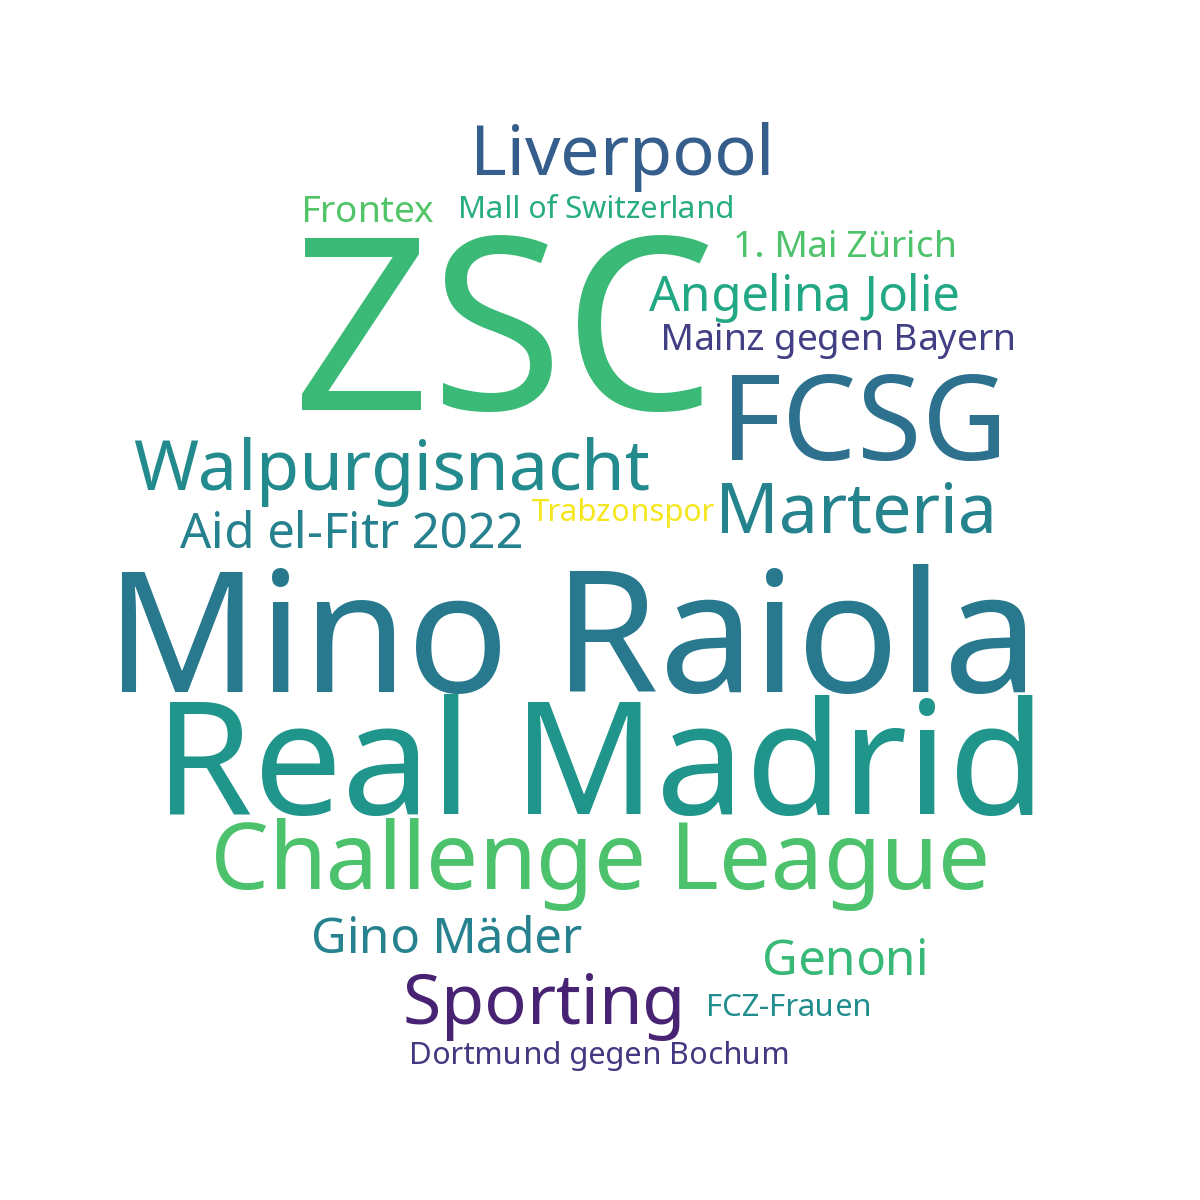 Liverpool
Frontex
Mall of Switzerland
ZSC
1. Mai Zürich
Angelina Jolie
Mainz gegen Bayern
FCSG
Walpurgisnacht
Marteria
Aid el-Fitr 2022
Trabzonspor
Mino Raiola
Real Madrid
Challenge League
Gino Mäder
Genoni
Sporting
FCZ-Frauen
Dortmund gegen Bochum